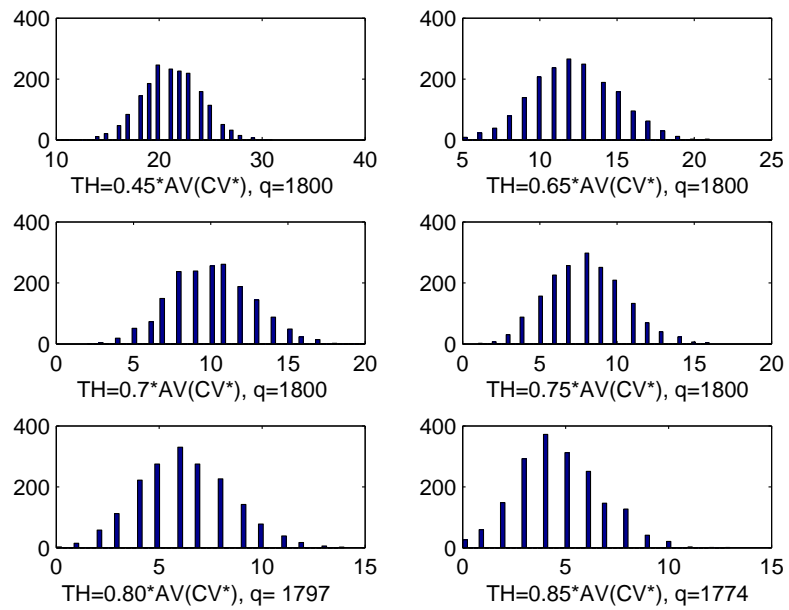 400
200
0
10 20 30 40
TH=0.45*AV(CV*), q=1800
400
200
0
5 10 15 20 25
TH=0.65*AV(CV*), q=1800
400
200
0
0 5 10 15 20
TH=0.7*AV(CV*), q=1800
400
200
0
0 5 10 15 20
TH=0.75*AV(CV*), q=1800
400
200
0
0 5 10 15
TH=0.80*AV(CV*), q= 1797
400
200
0
0 5 10 15
TH=0.85*AV(CV*), q=1774